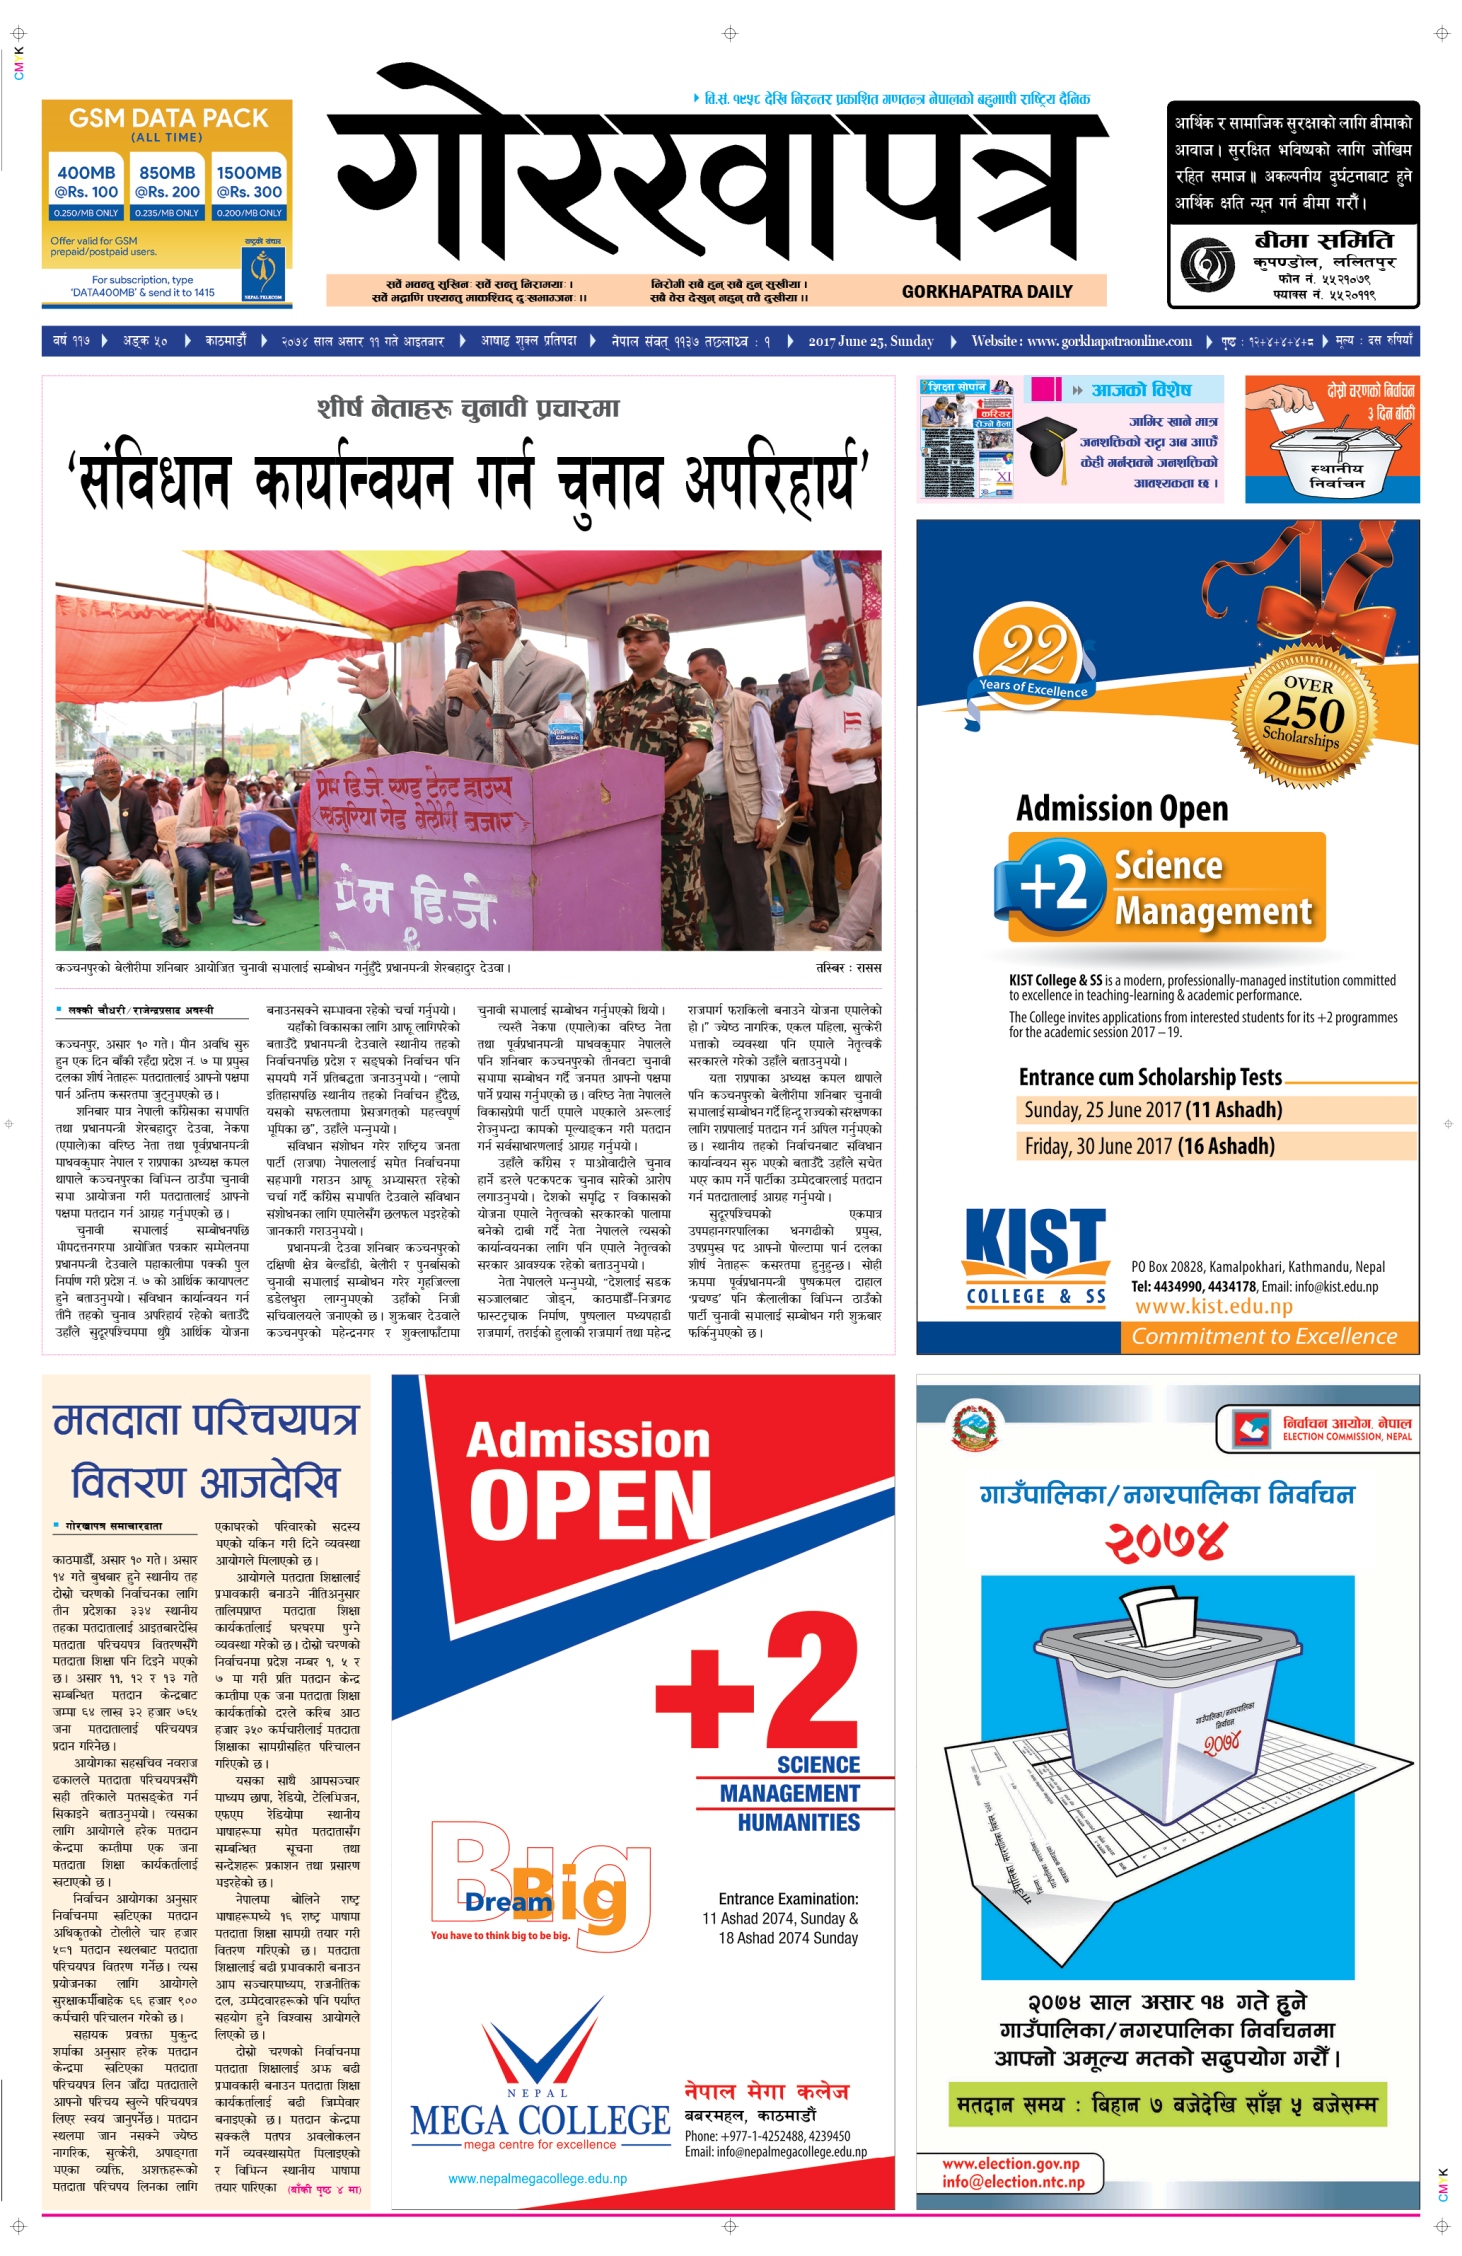 CMYK
GSM DATA PACK
(ALL TIME)
400MB
@Rs. 100
0.250/MB ONLY
850MB
@Rs. 200
0.235/MB ONLY
1500MB
@Rs. 300
0.200/MB ONLY
Offer valid for GSM
prepaid/postpaid users.
राष्ट्रको संचार
NEPAL TELECOM
For subscription, type
'DATA400MB' & send it to 1415
वि.सं. १९५८ देखि निरन्तर प्रकाशित गणतन्त्र नेपालको बहुभाषी राष्ट्रिय दैनिक
गोरखापत्र
सर्वे भवन्तु सुखिनः सर्वे सन्तु निरामयाः ।
सर्वे भद्राणि पश्यन्तु माकश्चिद् दुःखभाग्जनः ।।
निरोगी सबै हुन् सबै हुन् सुखीया ।
सबै वेस देखुन् नहुन् क्वै दुखीया ।।
GORKHAPATRA DAILY
आर्थिक र सामाजिक सुरक्षाको लागि बीमाको
आवाज । सुरक्षित भविष्यको लागि जोखिम
रहित समाज॥ अकल्पनीय दुर्घटनाबाट हुने
आर्थिक क्षति न्यून गर्न बीमा गरौं ।
बीमा समिति
कुपण्डोल, ललितपुर
फोन नं. ५५२१०७९
फ्याक्स नं. ५५२०११९
वर्ष ११७ अङ्क ५० काठमाडौँ २०७४ साल असार ११ गते आइतबार आषाढ शुक्ल प्रतिपदा नेपाल संवत् ११३७ तछलाथ्व : १ 2017 June 25, Sunday Website : www. gorkhapatraonline.com पृष्ठ : १२+४+४+४+८ मूल्य : दस रुपियाँ
शीर्ष नेताहरू चुनावी प्रचारमा
‘संविधान कार्यान्वयन गर्न चुनाव अपरिहार्य’
प्रेम डि.जे. एण्ड टेन्ट हाउस
खजुरिया रोड बेलौरी बजार
प्रेम डि.जे.
कञ्चनपुरको बेलौरीमा शनिबार आयोजित चुनावी सभालाई सम्बोधन गर्नुहुँदै प्रधानमन्त्री शेरबहादुर देउवा । तस्बिर : रासस
लक्की चौधरी/राजेन्द्रप्रसाद अवस्थी
कञ्चनपुर, असार १० गते । मौन अवधि सुरु
हुन एक दिन बाँकी रहँदा प्रदेश नं. ७ मा प्रमुख
दलका शीर्ष नेताहरू मतदातालाई आफ्नो पक्षमा
पार्न अन्तिम कसरतमा जुट्नुभएको छ ।
शनिबार मात्र नेपाली काँग्रेसका सभापति
तथा प्रधानमन्त्री शेरबहादुर देउवा, नेकपा
(एमाले)का वरिष्ठ नेता तथा पूर्वप्रधानमन्त्री
माधवकुमार नेपाल र राप्रपाका अध्यक्ष कमल
थापाले कञ्चनपुरका विभिन्न ठाउँमा चुनावी
सभा आयोजना गरी मतदातालाई आफ्नो
पक्षमा मतदान गर्न आग्रह गर्नुभएको छ ।
चुनावी सभालाई सम्बोधनपछि
भीमदत्तनगरमा आयोजित पत्रकार सम्मेलनमा
प्रधानमन्त्री देउवाले महाकालीमा पक्की पुल
निर्माण गरी प्रदेश नं. ७ को आर्थिक कायापलट
हुने बताउनुभयो । संविधान कार्यान्वयन गर्न
तीनै तहको चुनाव अपरिहार्य रहेको बताउँदै
उहाँले सुदूरपश्चिममा थुप्रै आर्थिक योजना
बनाउनसक्ने सम्भावना रहेको चर्चा गर्नुभयो ।
यहाँको विकासका लागि आफू लागिपरेको
बताउँदै प्रधानमन्त्री देउवाले स्थानीय तहको
निर्वाचनपछि प्रदेश र सङ्घको निर्वाचन पनि
समयमै गर्ने प्रतिबद्धता जनाउनुभयो । “लामो
इतिहासपछि स्थानीय तहको निर्वाचन हुँदैछ,
यसको सफलतामा प्रेसजगत्को महत्त्वपूर्ण
भूमिका छ”, उहाँले भन्नुभयो ।
संविधान संशोधन गरेर राष्ट्रिय जनता
पार्टी (राजपा) नेपाललाई समेत निर्वाचनमा
सहभागी गराउन आफू अभ्यासरत रहेको
चर्चा गर्दै काँग्रेस सभापति देउवाले संविधान
संशोधनका लागि एमालेसँग छलफल भइरहेको
जानकारी गराउनुभयो ।
प्रधानमन्त्री देउवा शनिबार कञ्चनपुरको
दक्षिणी क्षेत्र बेल्डाँडी, बेलौरी र पुनर्बासको
चुनावी सभालाई सम्बोधन गरेर गृहजिल्ला
डडेलधुरा लाग्नुभएको उहाँको निजी
सचिवालयले जनाएको छ । शुक्रबार देउवाले
कञ्चनपुरको महेन्द्रनगर र शुक्लाफाँटामा
चुनावी सभालाई सम्बोधन गर्नुभएको थियो ।
त्यस्तै नेकपा (एमाले)का वरिष्ठ नेता
तथा पूर्वप्रधानमन्त्री माधवकुमार नेपालले
पनि शनिबार कञ्चनपुरको तीनवटा चुनावी
सभामा सम्बोधन गर्दै जनमत आफ्नो पक्षमा
पार्ने प्रयास गर्नुभएको छ । वरिष्ठ नेता नेपालले
विकासप्रेमी पार्टी एमाले भएकाले अरूलाई
रोज्नुभन्दा कामको मूल्याङ्कन गरी मतदान
गर्न सर्वसाधारणलाई आग्रह गर्नुभयो ।
उहाँले काँग्रेस र माओवादीले चुनाव
हार्ने डरले पटकपटक चुनाव सारेको आरोप
लगाउनुभयो । देशको समृद्धि र विकासको
योजना एमाले नेतृत्वको सरकारको पालामा
बनेको दाबी गर्दै नेता नेपालले त्यसको
कार्यान्वयनका लागि पनि एमाले नेतृत्वको
सरकार आवश्यक रहेको बताउनुभयो ।
नेता नेपालले भन्नुभयो, “देशलाई सडक
सञ्जालबाट जोड्न, काठमाडौँ–निजगढ
फास्टट्र्याक निर्माण, पुष्पलाल मध्यपहाडी
राजमार्ग, तराईको हुलाकी राजमार्ग तथा महेन्द्र
राजमार्ग फराकिलो बनाउने योजना एमालेको
हो ।” ज्येष्ठ नागरिक, एकल महिला, सुत्केरी
भत्ताको व्यवस्था पनि एमाले नेतृत्वकै
सरकारले गरेको उहाँले बताउनुभयो ।
यता राप्रपाका अध्यक्ष कमल थापाले
पनि कञ्चनपुरको बेलौरीमा शनिबार चुनावी
सभालाई सम्बोधन गर्दै हिन्दू राज्यको संरक्षणका
लागि राप्रपालाई मतदान गर्न अपिल गर्नुभएको
छ । स्थानीय तहको निर्वाचनबाट संविधान
कार्यान्वयन सुरु भएको बताउँदै उहाँले सचेत
भएर काम गर्ने पार्टीका उम्मेदवारलाई मतदान
गर्न मतदातालाई आग्रह गर्नुभयो ।
सुदूरपश्चिमको एकमात्र
उपमहानगरपालिका धनगढीको प्रमुख,
उपप्रमुख पद आफ्नो पोल्टामा पार्न दलका
शीर्ष नेताहरू कसरतमा हुनुहुन्छ । सोही
क्रममा पूर्वप्रधानमन्त्री पुष्पकमल दाहाल
‘प्रचण्ड’ पनि कैलालीका विभिन्न ठाउँको
पार्टी चुनावी सभालाई सम्बोधन गरी शुक्रबार
फर्किनुभएको छ ।
शिक्षा सोपान
करियर
रोज्ने बेला
XI
आजको विशेष
जागिर खाने मात्र
जनशक्तिको सट्टा अब आफैँ
केही गर्नसक्ने जनशक्तिको
आवश्यकता छ ।
दोस्रो चरणको निर्वाचन
३ दिन बाँकी
स्थानीय
निर्वाचन
22
Years of Excellence
OVER
250
Scholarships
Admission Open
+2
Science
Management
KIST College & SS is a modern, professionally-managed institution committed
to excellence in teaching-learning & academic performance.
The College invites applications from interested students for its +2 programmes
for the academic session 2017 – 19.
Entrance cum Scholarship Tests
Sunday, 25 June 2017 (11 Ashadh)
Friday, 30 June 2017 (16 Ashadh)
KIST
COLLEGE & SS
PO Box 20828, Kamalpokhari, Kathmandu, Nepal
Tel: 4434990, 4434178, Email: info@kist.edu.np
www.kist.edu.np
Commitment to Excellence
मतदाता परिचयपत्र
वितरण आजदेखि
गोरखापत्र समाचारदाता
काठमाडौँ, असार १० गते । असार
१४ गते बुधबार हुने स्थानीय तह
दोस्रो चरणको निर्वाचनका लागि
तीन प्रदेशका ३३४ स्थानीय
तहका मतदातालाई आइतबारदेखि
मतदाता परिचयपत्र वितरणसँगै
मतदाता शिक्षा पनि दिइने भएको
छ । असार ११, १२ र १३ गते
सम्बन्धित मतदान केन्द्रबाट
जम्मा ६४ लाख ३२ हजार ७६५
जना मतदातालाई परिचयपत्र
प्रदान गरिनेछ ।
आयोगका सहसचिव नवराज
ढकालले मतदाता परिचयपत्रसँगै
सही तरिकाले मतसङ्केत गर्न
सिकाइने बताउनुभयो । त्यसका
लागि आयोगले हरेक मतदान
केन्द्रमा कम्तीमा एक जना
मतदाता शिक्षा कार्यकर्तालाई
खटाएको छ ।
निर्वाचन आयोगका अनुसार
निर्वाचनमा खटिएका मतदान
अधिकृतको टोलीले चार हजार
५८१ मतदान स्थलबाट मतदाता
परिचयपत्र वितरण गर्नेछ । त्यस
प्रयोजनका लागि आयोगले
सुरक्षाकर्मीबाहेक ६६ हजार ९००
कर्मचारी परिचालन गरेको छ ।
सहायक प्रवक्ता मुकुन्द
शर्माका अनुसार हरेक मतदान
केन्द्रमा खटिएका मतदाता
परिचयपत्र लिन जाँदा मतदाताले
आफ्नो परिचय खुल्ने परिचयपत्र
लिएर स्वयं जानुपर्नेछ । मतदान
स्थलमा जान नसक्ने ज्येष्ठ
नागरिक, सुत्केरी, अपाङ्गता
भएका व्यक्ति, अशक्तहरूको
मतदाता परिचपय लिनका लागि
एकाघरको परिवारको सदस्य
भएको यकिन गरी दिने व्यवस्था
आयोगले मिलाएको छ ।
आयोगले मतदाता शिक्षालाई
प्रभावकारी बनाउने नीतिअनुसार
तालिमप्राप्त मतदाता शिक्षा
कार्यकर्तालाई घरघरमा पुग्ने
व्यवस्था गरेको छ । दोस्रो चरणको
निर्वाचनमा प्रदेश नम्बर १, ५ र
७ मा गरी प्रति मतदान केन्द्र
कम्तीमा एक जना मतदाता शिक्षा
कार्यकर्ताको दरले करिब आठ
हजार ३५० कर्मचारीलाई मतदाता
शिक्षाका सामग्रीसहित परिचालन
गरिएको छ ।
यसका साथै आमसञ्चार
माध्यम छापा, रेडियो, टेलिभिजन,
एफएम रेडियोमा स्थानीय
भाषाहरूमा समेत मतदातासँग
सम्बन्धित सूचना तथा
सन्देशहरू प्रकाशन तथा प्रसारण
भइरहेको छ ।
नेपालमा बोलिने राष्ट्र
भाषाहरूमध्ये १६ राष्ट्र भाषामा
मतदाता शिक्षा सामग्री तयार गरी
वितरण गरिएको छ । मतदाता
शिक्षालाई बढी प्रभावकारी बनाउन
आम सञ्चारमाध्यम, राजनीतिक
दल, उम्मेदवारहरूको पनि पर्याप्त
सहयोग हुने विश्वास आयोगले
लिएको छ ।
दोस्रो चरणको निर्वाचनमा
मतदाता शिक्षालाई अझ बढी
प्रभावकारी बनाउन मतदाता शिक्षा
कार्यकर्तालाई बढी जिम्मेवार
बनाइएको छ । मतदान केन्द्रमा
सक्कलै मतपत्र अवलोकलन
गर्ने व्यवस्थासमेत मिलाइएको
र विभिन्न स्थानीय भाषामा
तयार पारिएका (बाँकी पृष्ठ ४ मा)
Admission
OPEN
+2
SCIENCE
MANAGEMENT
HUMANITIES
Big
Dream Big
You have to think big to be big.
Entrance Examination:
11 Ashad 2074, Sunday &
18 Ashad 2074 Sunday
NEPAL
MEGA COLLEGE
mega centre for excellence
www.nepalmegacollege.edu.np
नेपाल मेगा कलेज
बबरमहल, काठमाडौं
Phone: +977-1-4252488, 4239450
Email: info@nepalmegacollege.edu.np
निर्वाचन आयोग, नेपाल
ELECTION COMMISSION, NEPAL
गाउँपालिका/नगरपालिका निर्वाचन
२०७४
गाउँपालिका/नगरपालिका
निर्वाचन
२०७४
२०७४ साल असार १४ गते हुने
गाउँपालिका/नगरपालिका निर्वाचनमा
आफ्नो अमूल्य मतको सदुपयोग गरौँ ।
मतदान समय : बिहान ७ बजेदेखि साँझ ५ बजेसम्म
www.election.gov.np
info@election.ntc.np
CMYK